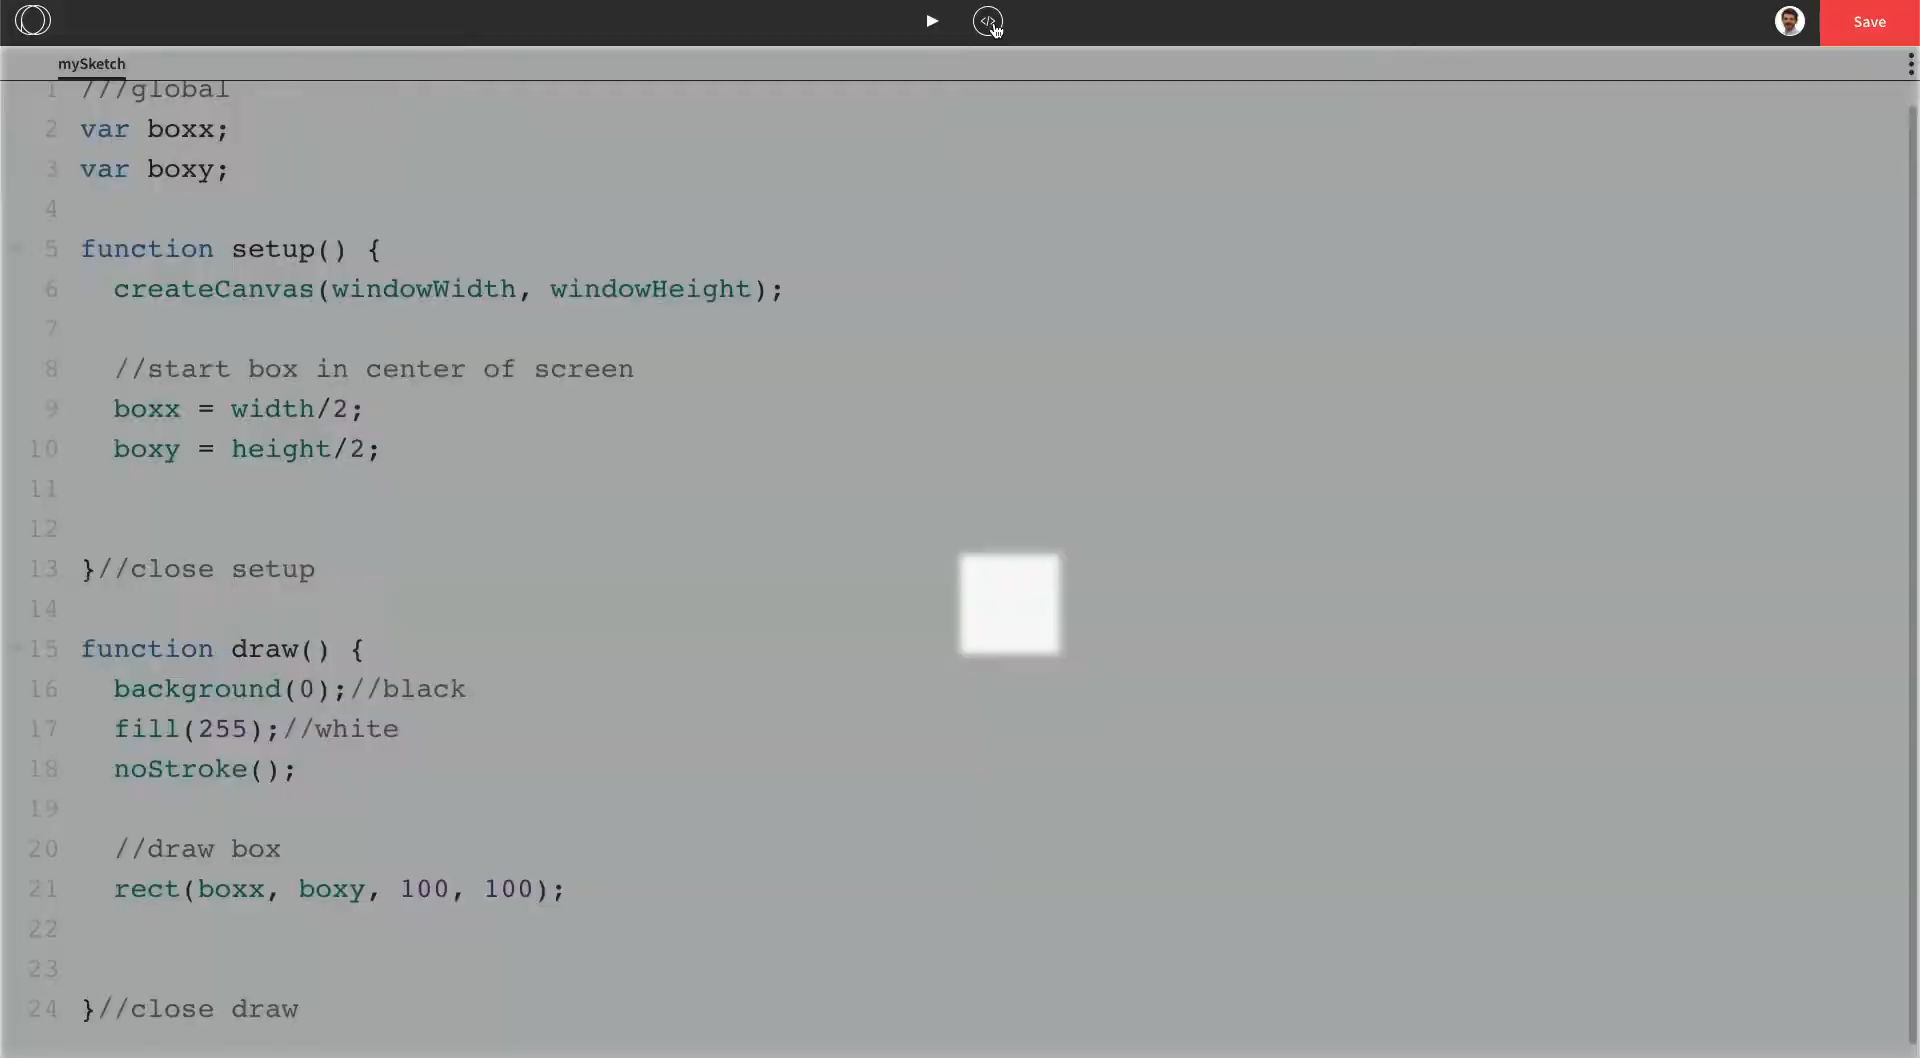 </>
Save
mySketch
1 ///global
2 var boxx;
3 var boxy;
4
5 function setup() {
6 createCanvas(windowWidth, windowHeight);
7
8 //start box in center of screen
9 boxx = width/2;
10 boxy = height/2;
11
12
13 }//close setup
14
15 function draw() {
16 background(0);//black
17 fill(255);//white
18 noStroke();
19
20 //draw box
21 rect(boxx, boxy, 100, 100);
22
23
24 }//close draw